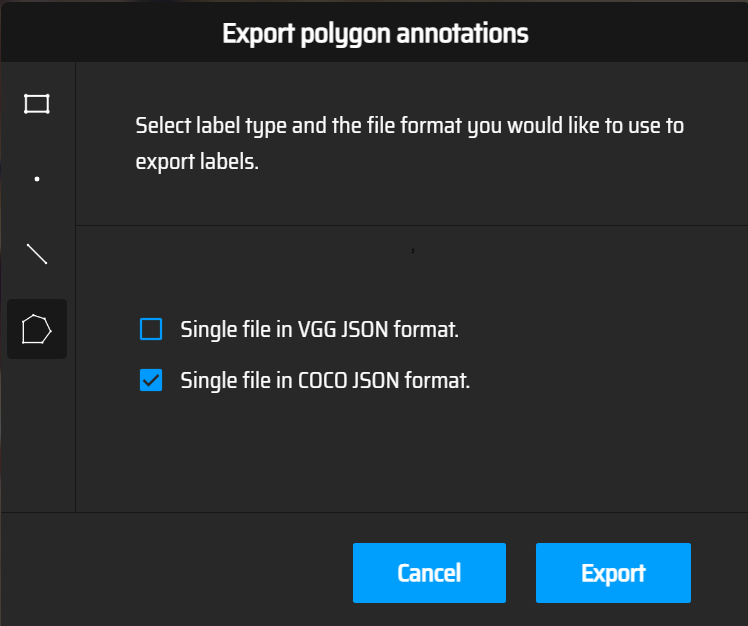 Export polygon annotations
Select label type and the file format you would like to use to
export labels.
Single file in VGG JSON format.
Single file in COCO JSON format.
Cancel
Export